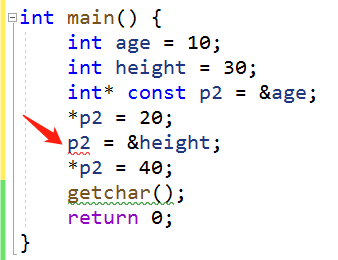 int main() {
    int age = 10;
    int height = 30;
    int* const p2 = &age;
    *p2 = 20;
    p2 = &height;
    *p2 = 40;
    getchar();
    return 0;
}